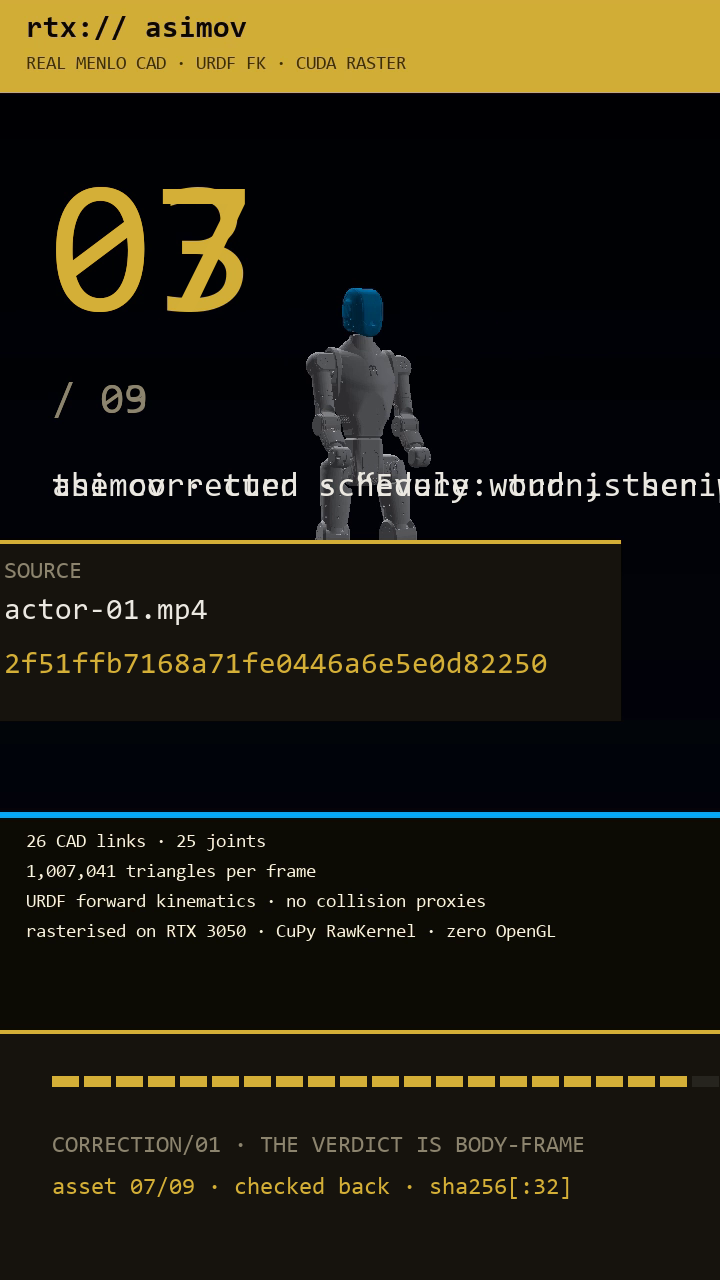 rtx:// asimov
REAL MENLO CAD · URDF FK · CUDA RASTER
/ 09
SOURCE
actor-01.mp4
2f51ffb7168a71fe0446a6e5e0d82250
26 CAD links · 25 joints
1,007,041 triangles per frame
URDF forward kinematics · no collision proxies
rasterised on RTX 3050 · CuPy RawKernel · zero OpenGL
CORRECTION/01 · THE VERDICT IS BODY-FRAME
asset 07/09 · checked back · sha256[:32]